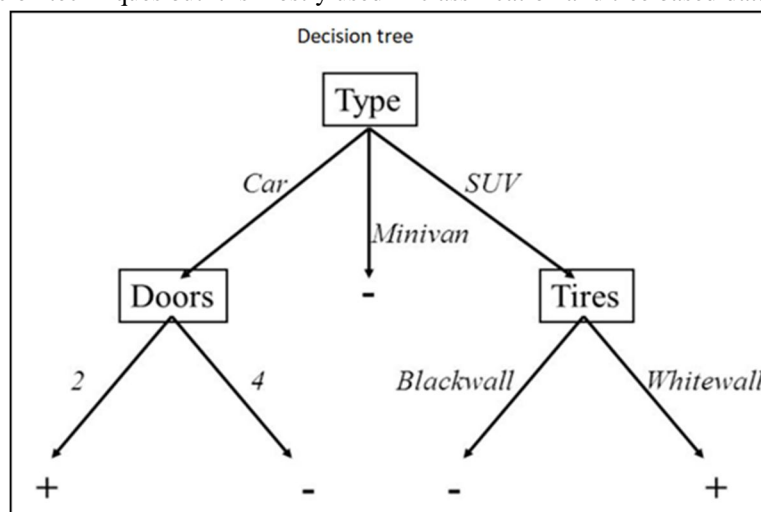 Decision tree
Type
Car
SUV
Minivan
Doors
-
Tires
2
4
Blackwall
Whitewall
+
-
-
+